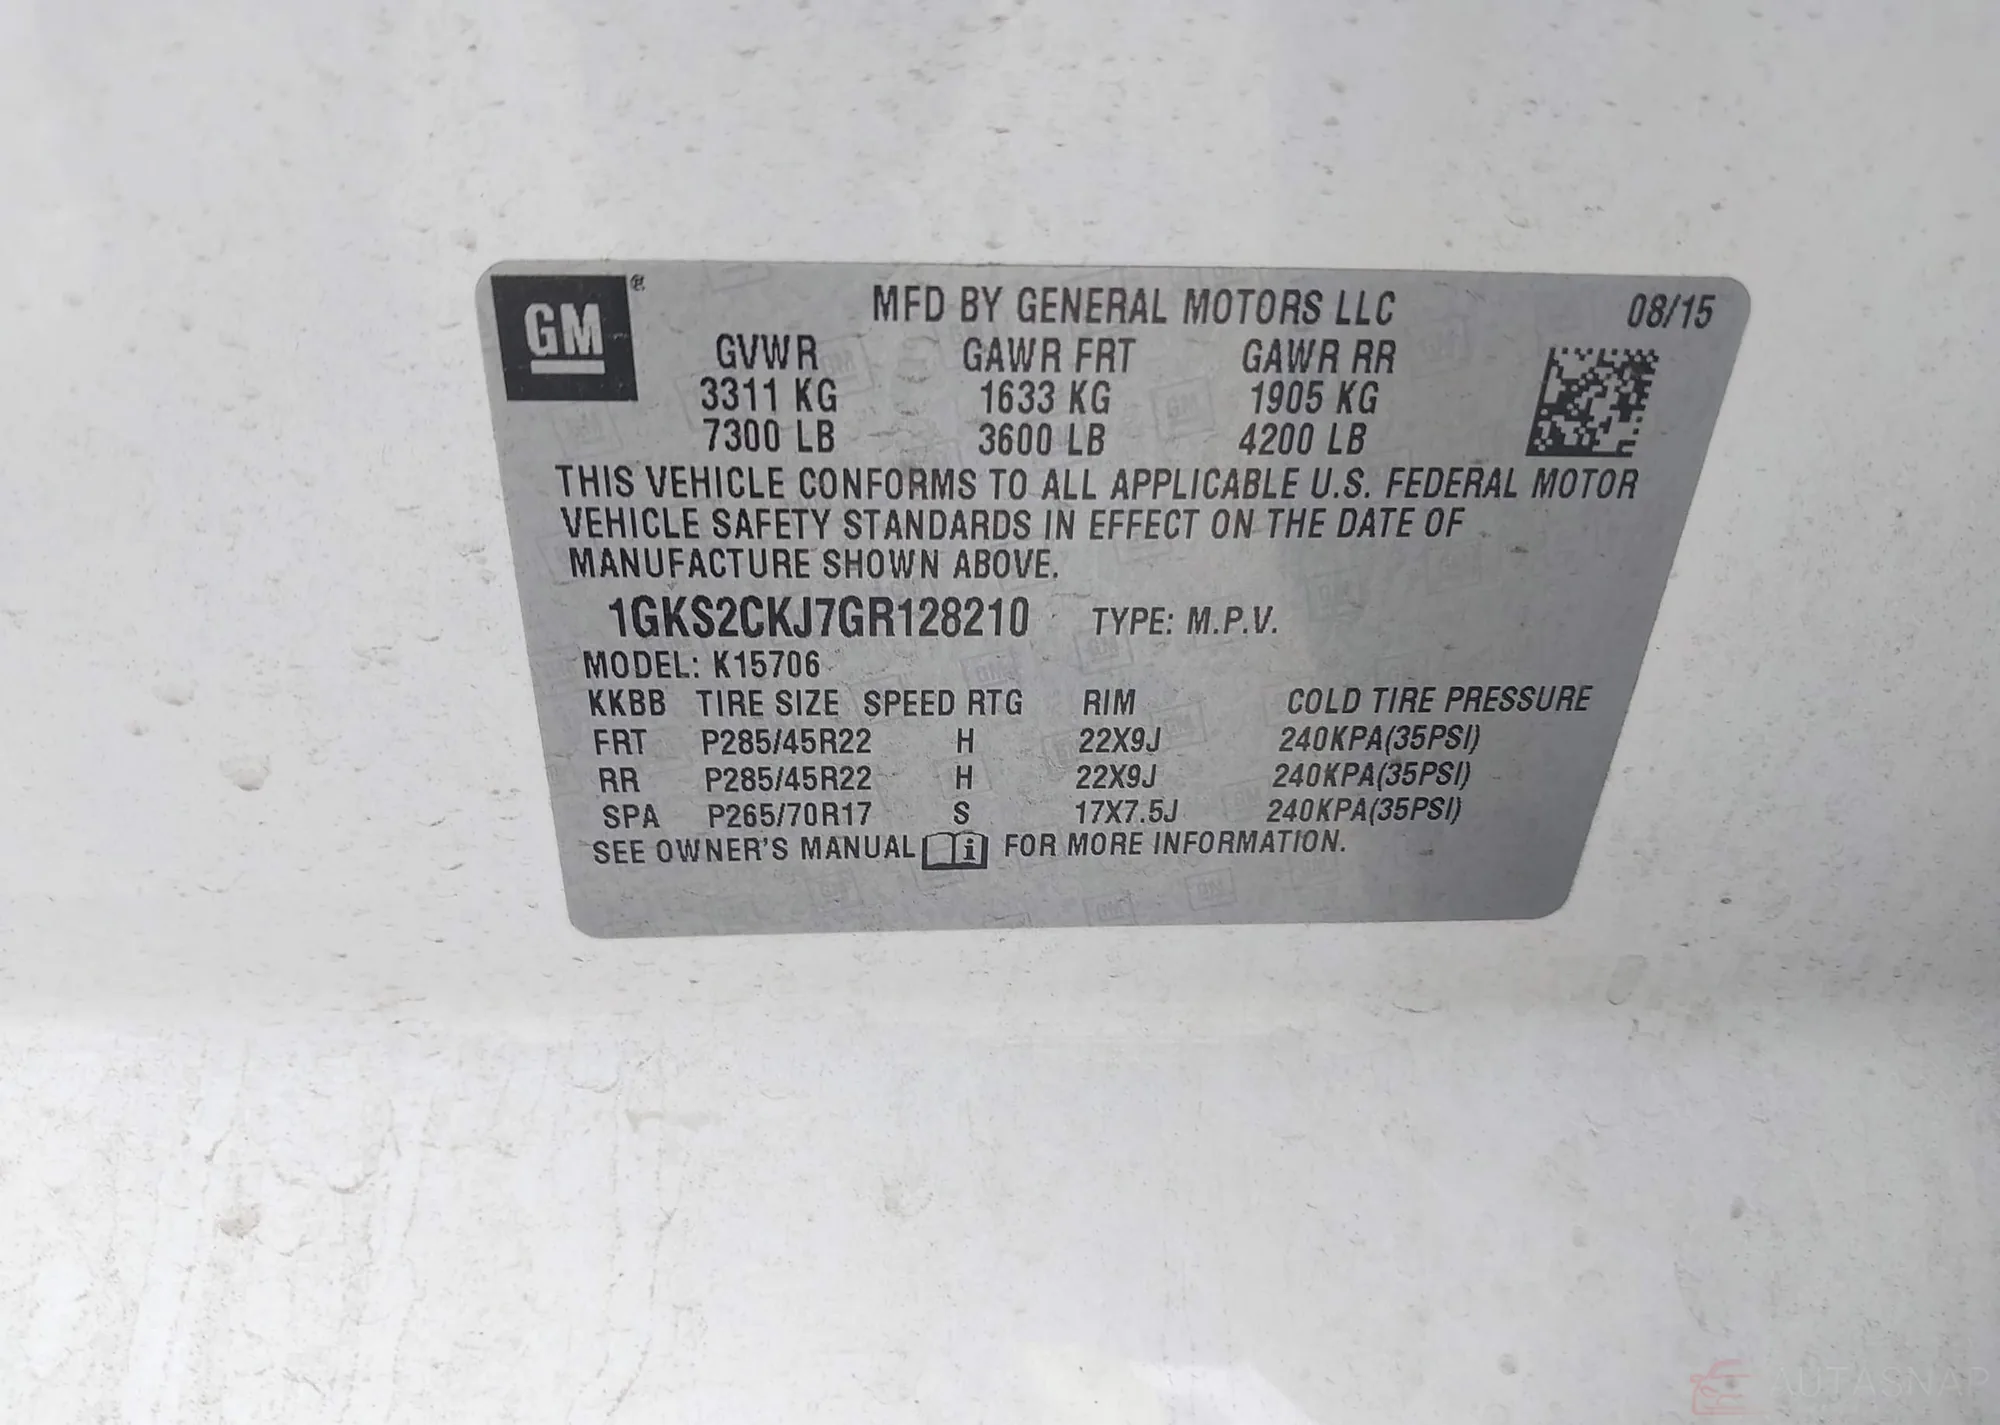 GM®
MFD BY GENERAL MOTORS LLC 08/15
GVWR GAWR FRT GAWR RR
3311 KG 1633 KG 1905 KG
7300 LB 3600 LB 4200 LB
THIS VEHICLE CONFORMS TO ALL APPLICABLE U.S. FEDERAL MOTOR
VEHICLE SAFETY STANDARDS IN EFFECT ON THE DATE OF
MANUFACTURE SHOWN ABOVE.
1GKS2CKJ7GR128210 TYPE: M.P.V.
MODEL: K15706
KKBB TIRE SIZE SPEED RTG RIM COLD TIRE PRESSURE
FRT P285/45R22 H 22X9J 240KPA(35PSI)
RR P285/45R22 H 22X9J 240KPA(35PSI)
SPA P265/70R17 S 17X7.5J 240KPA(35PSI)
SEE OWNER'S MANUAL i FOR MORE INFORMATION.
AUTASNAP